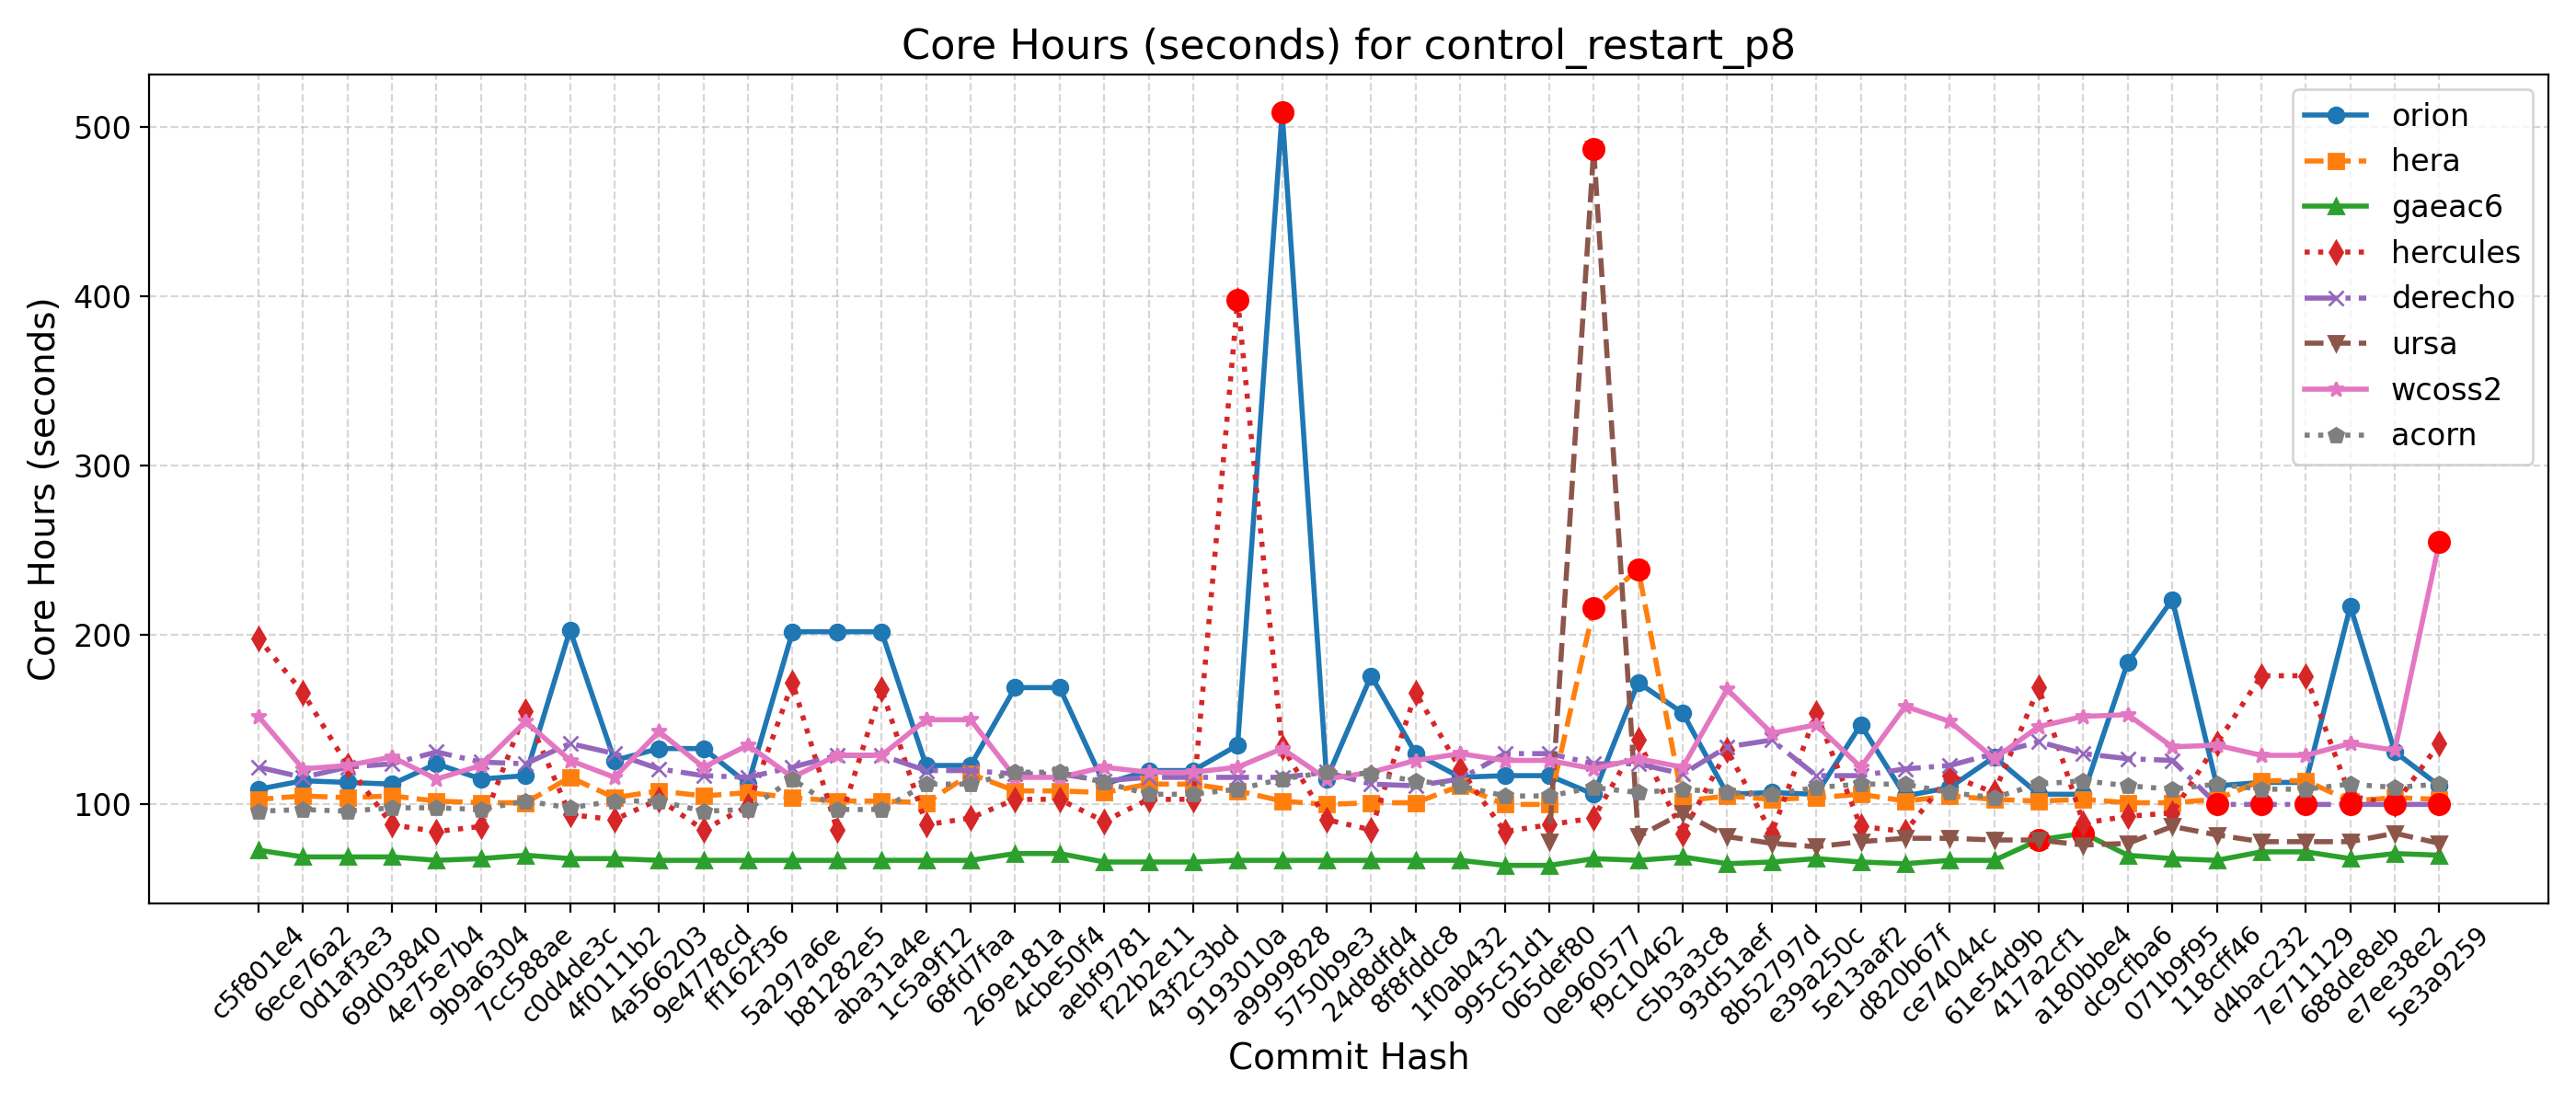 Core Hours (seconds) for control_restart_p8
Core Hours (seconds)
500
400
300
200
100
orion
hera
gaeac6
hercules
derecho
ursa
wcoss2
acorn
c5f801e4
6ece76a2
0d1af3e3
69d03840
4e75e7b4
9b9a6304
7cc588ae
c0d4de3c
4f0111b2
4a566203
9e4778cd
ff162f36
5a297a6e
b81282e5
aba31a4e
1c5a9f12
68fd7faa
269e181a
4cbe50f4
aebf9781
f22b2e11
43f2c3bd
9193010a
a9999828
5750b9e3
24d8dfd4
8f8fddc8
1f0ab432
995c51d1
065def80
0e960577
f9c10462
c5b3a3c8
93d51aef
8b52797d
e39a250c
5e13aaf2
d820b67f
ce74044c
61e54d9b
417a2cf1
a180bbe4
dc9cfba6
071b9f95
118cff46
d4bac232
7e711129
688de8eb
e7ee38e2
5e3a9259
Commit Hash